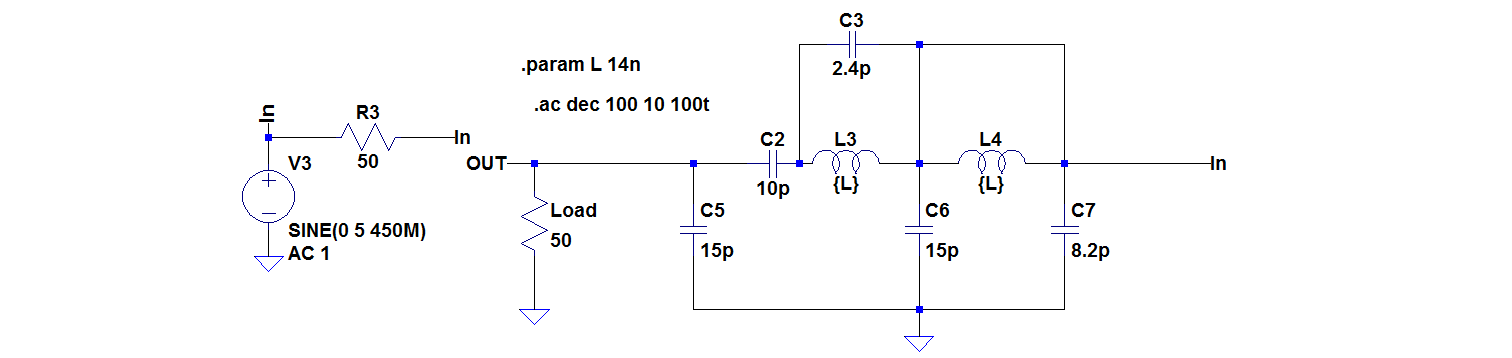 C3
2.4p
.param L 14n
.ac dec 100 10 100t
In
R3
50
In
V3
SINE(0 5 450M)
AC 1
OUT
Load
50
C5
15p
C2
10p
L3
{L}
L4
{L}
In
C6
15p
C7
8.2p